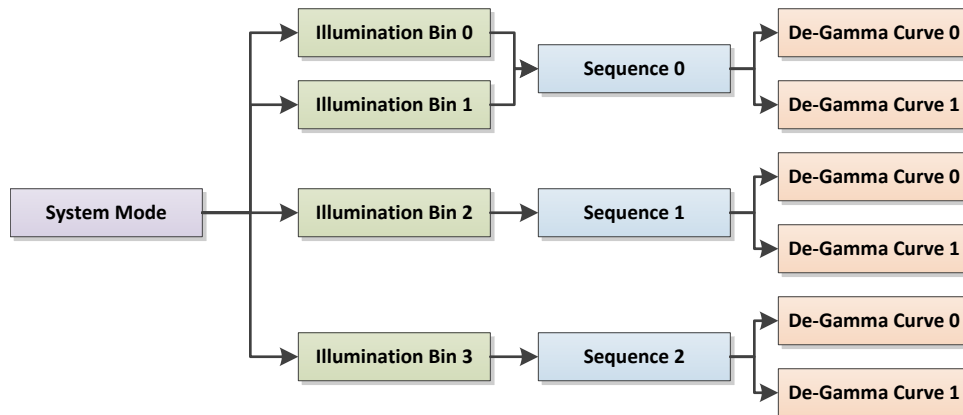 Illumination Bin 0
De-Gamma Curve 0
Sequence 0
Illumination Bin 1
De-Gamma Curve 1
System Mode
Illumination Bin 2
Sequence 1
De-Gamma Curve 0
De-Gamma Curve 1
Illumination Bin 3
Sequence 2
De-Gamma Curve 0
De-Gamma Curve 1